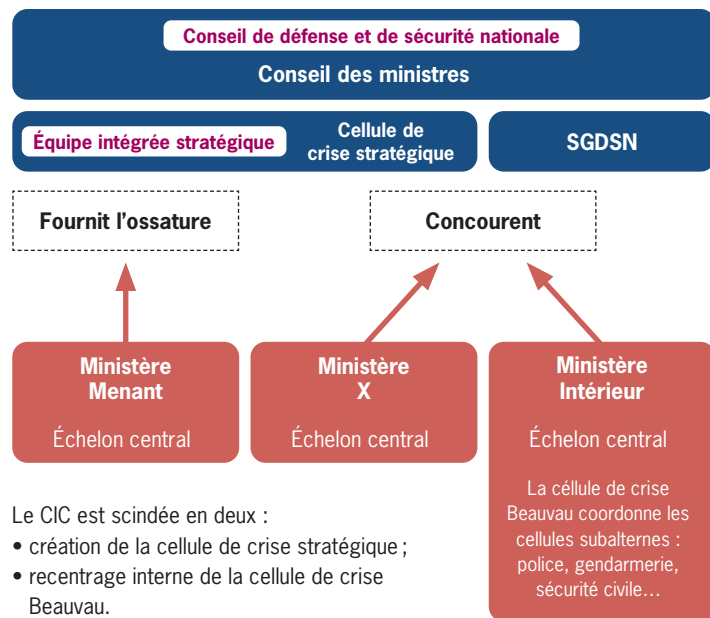 Conseil de défense et de sécurité nationale
Conseil des ministres
Équipe intégrée stratégique
Cellule de
crise stratégique
SGDSN
Fournit l'ossature
Concourent
Ministère
Menant
Échelon central
Ministère
X
Échelon central
Ministère
Intérieur
Échelon central
La céllule de crise
Beauvau coordonne les
cellules subalternes :
police, gendarmerie,
sécurité civile…
Le CIC est scindée en deux :
• création de la cellule de crise stratégique ;
• recentrage interne de la cellule de crise
Beauvau.